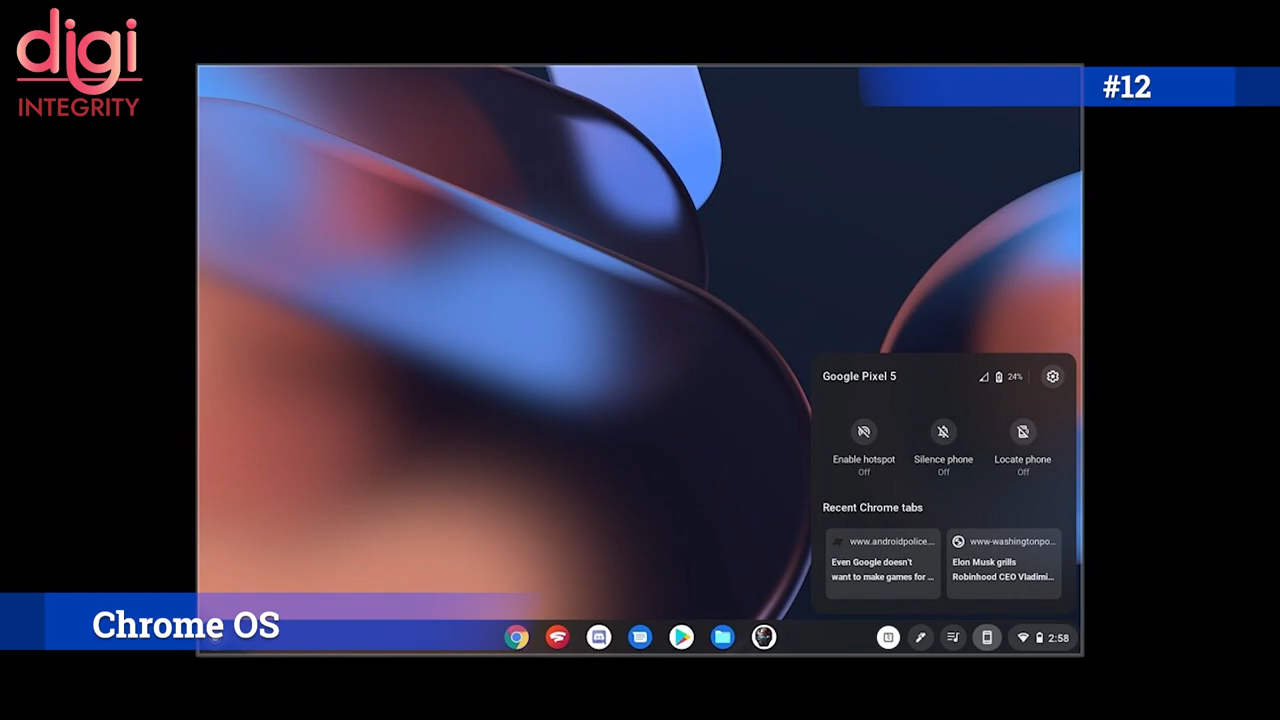 digi
INTEGRITY
#12
Google Pixel 5
24%
Enable hotspot
Off
Silence phone
Off
Locate phone
Off
Recent Chrome tabs
www.androidpolice...
Even Google doesn't
want to make games for ...
www-washingtonpo...
Elon Musk grills
Robinhood CEO Vladimi...
Chrome OS
2:58